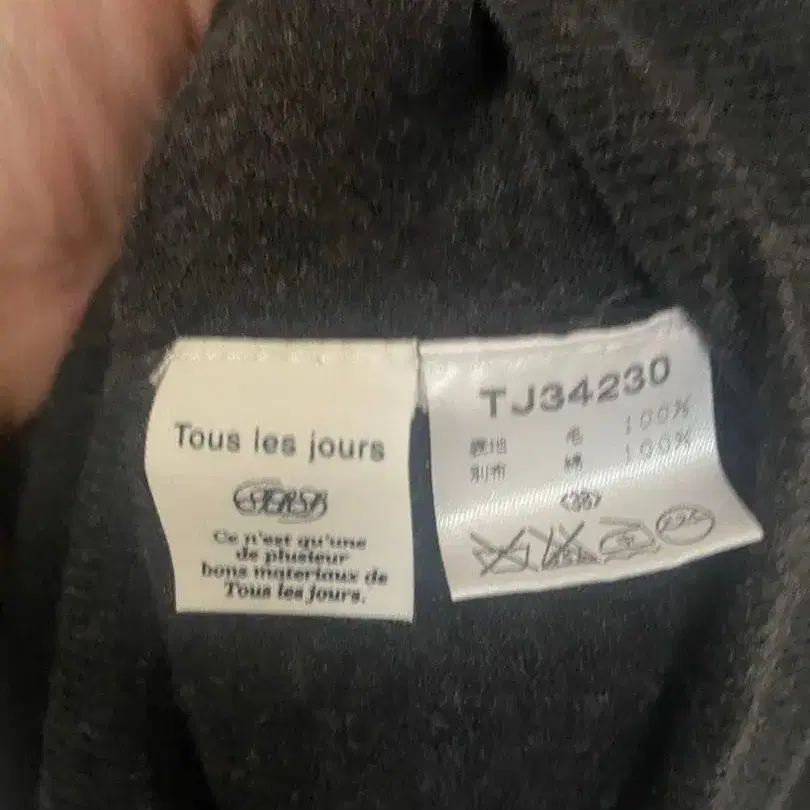 Tous les jours
Ce n'est qu'une
de plusieur
bons materiaux de
Tous les jours.
TJ34230
表地 毛 100%
別布 綿 100%
<38>